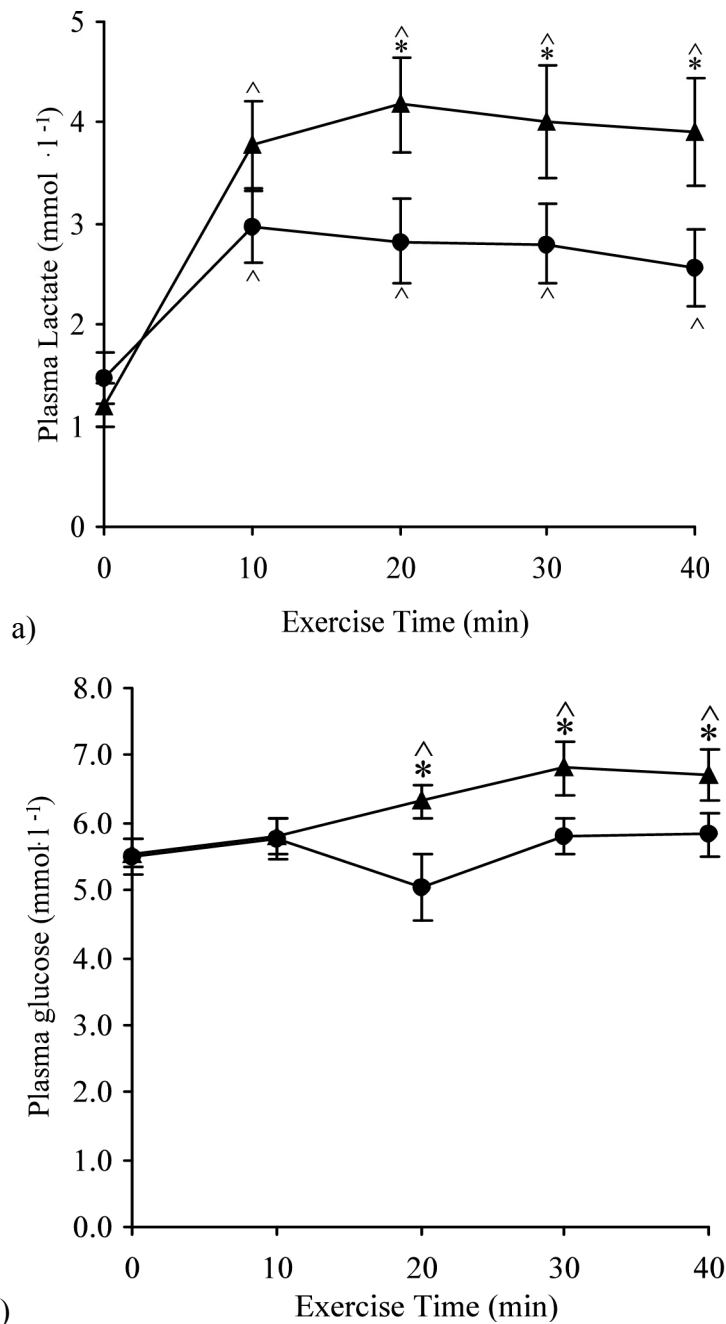 5
4
3
2
1
0
Plasma Lactate (mmol · l⁻¹)
^ ^ ^ ^
* * *
^ ^ ^ ^
0 10 20 30 40
Exercise Time (min)
a)
8.0
7.0
6.0
5.0
4.0
3.0
2.0
1.0
0.0
Plasma glucose (mmol· l⁻¹)
^ ^ ^
* * *
0 10 20 30 40
Exercise Time (min)
)